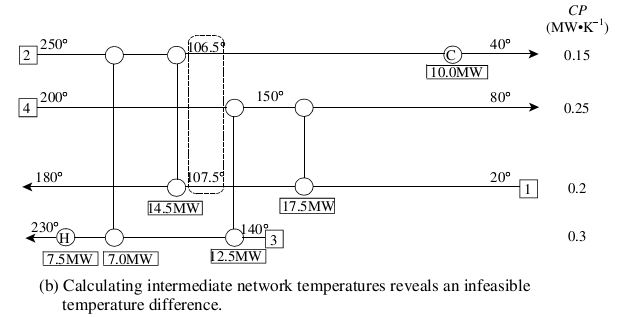 CP
(MW•K⁻¹)
2 250° 106.5° C 40° 0.15
10.0MW
4 200° 150° 80° 0.25
180° 107.5° 20° 1 0.2
14.5MW 17.5MW
230° H 140° 3 0.3
7.5MW 7.0MW 12.5MW
(b) Calculating intermediate network temperatures reveals an infeasible
temperature difference.